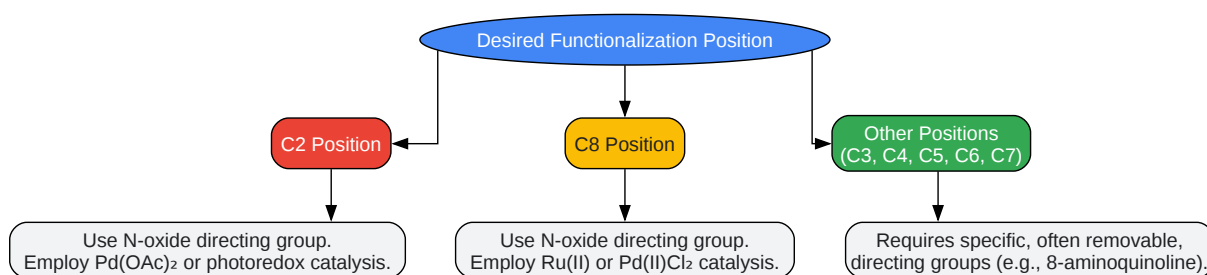 Desired Functionalization Position
C2 Position
C8 Position
Other Positions
(C3, C4, C5, C6, C7)
Use N-oxide directing group.
Employ Pd(OAc)₂ or photoredox catalysis.
Use N-oxide directing group.
Employ Ru(II) or Pd(II)Cl₂ catalysis.
Requires specific, often removable,
directing groups (e.g., 8-aminoquinoline).